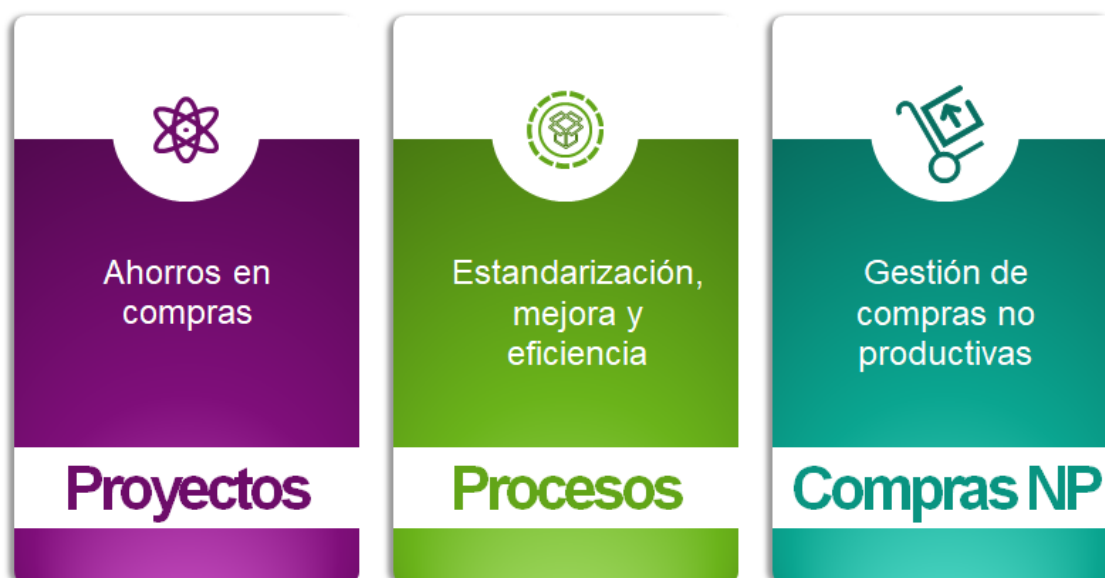 Ahorros en
compras
Proyectos
Estandarización,
mejora y
eficiencia
Procesos
Gestión de
compras no
productivas
Compras NP